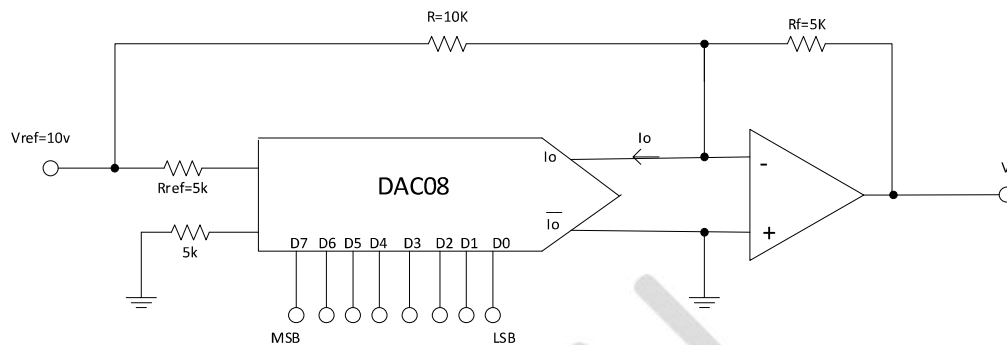 R=10K
Rf=5K
Vref=10v
Io
Io
V
-
Rref=5k
DAC08
Io
+
5k
D7 D6 D5 D4 D3 D2 D1 D0
MSB
LSB